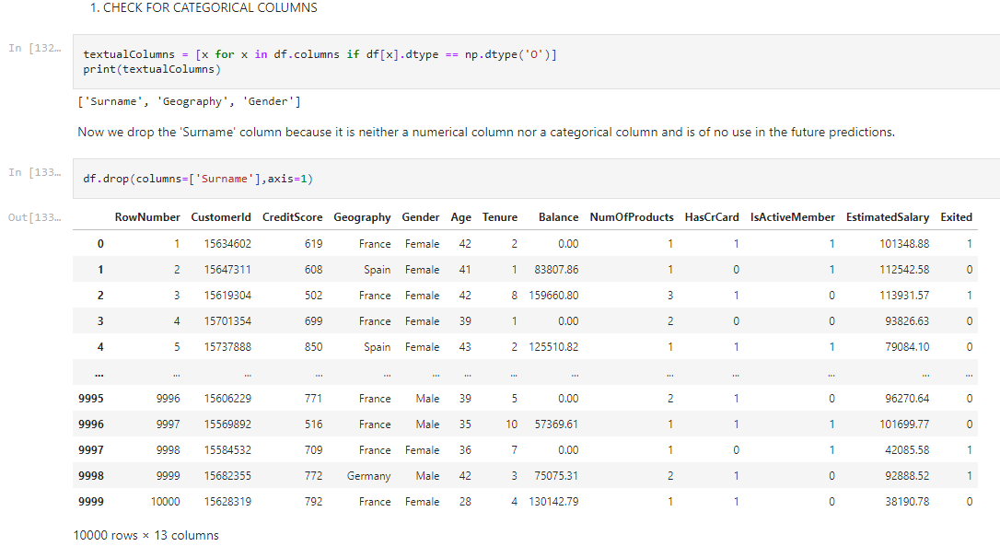 1. CHECK FOR CATEGORICAL COLUMNS
In [132…
textualColumns = [x for x in df.columns if df[x].dtype == np.dtype('O')]
print(textualColumns)
['Surname', 'Geography', 'Gender']
Now we drop the 'Surname' column because it is neither a numerical column nor a categorical column and is of no use in the future predictions.
In [133…
df.drop(columns=['Surname'],axis=1)
Out[133…
RowNumber CustomerId CreditScore Geography Gender Age Tenure Balance NumOfProducts HasCrCard IsActiveMember EstimatedSalary Exited
0 1 15634602 619 France Female 42 2 0.00 1 1 1 101348.88 1
1 2 15647311 608 Spain Female 41 1 83807.86 1 0 1 112542.58 0
2 3 15619304 502 France Female 42 8 159660.80 3 1 0 113931.57 1
3 4 15701354 699 France Female 39 1 0.00 2 0 0 93826.63 0
4 5 15737888 850 Spain Female 43 2 125510.82 1 1 1 79084.10 0
... ... ... ... ... ... ... ... ... ... ... ... ... ...
9995 9996 15606229 771 France Male 39 5 0.00 2 1 0 96270.64 0
9996 9997 15569892 516 France Male 35 10 57369.61 1 1 1 101699.77 0
9997 9998 15584532 709 France Female 36 7 0.00 1 0 1 42085.58 1
9998 9999 15682355 772 Germany Male 42 3 75075.31 2 1 0 92888.52 1
9999 10000 15628319 792 France Female 28 4 130142.79 1 1 0 38190.78 0
10000 rows × 13 columns